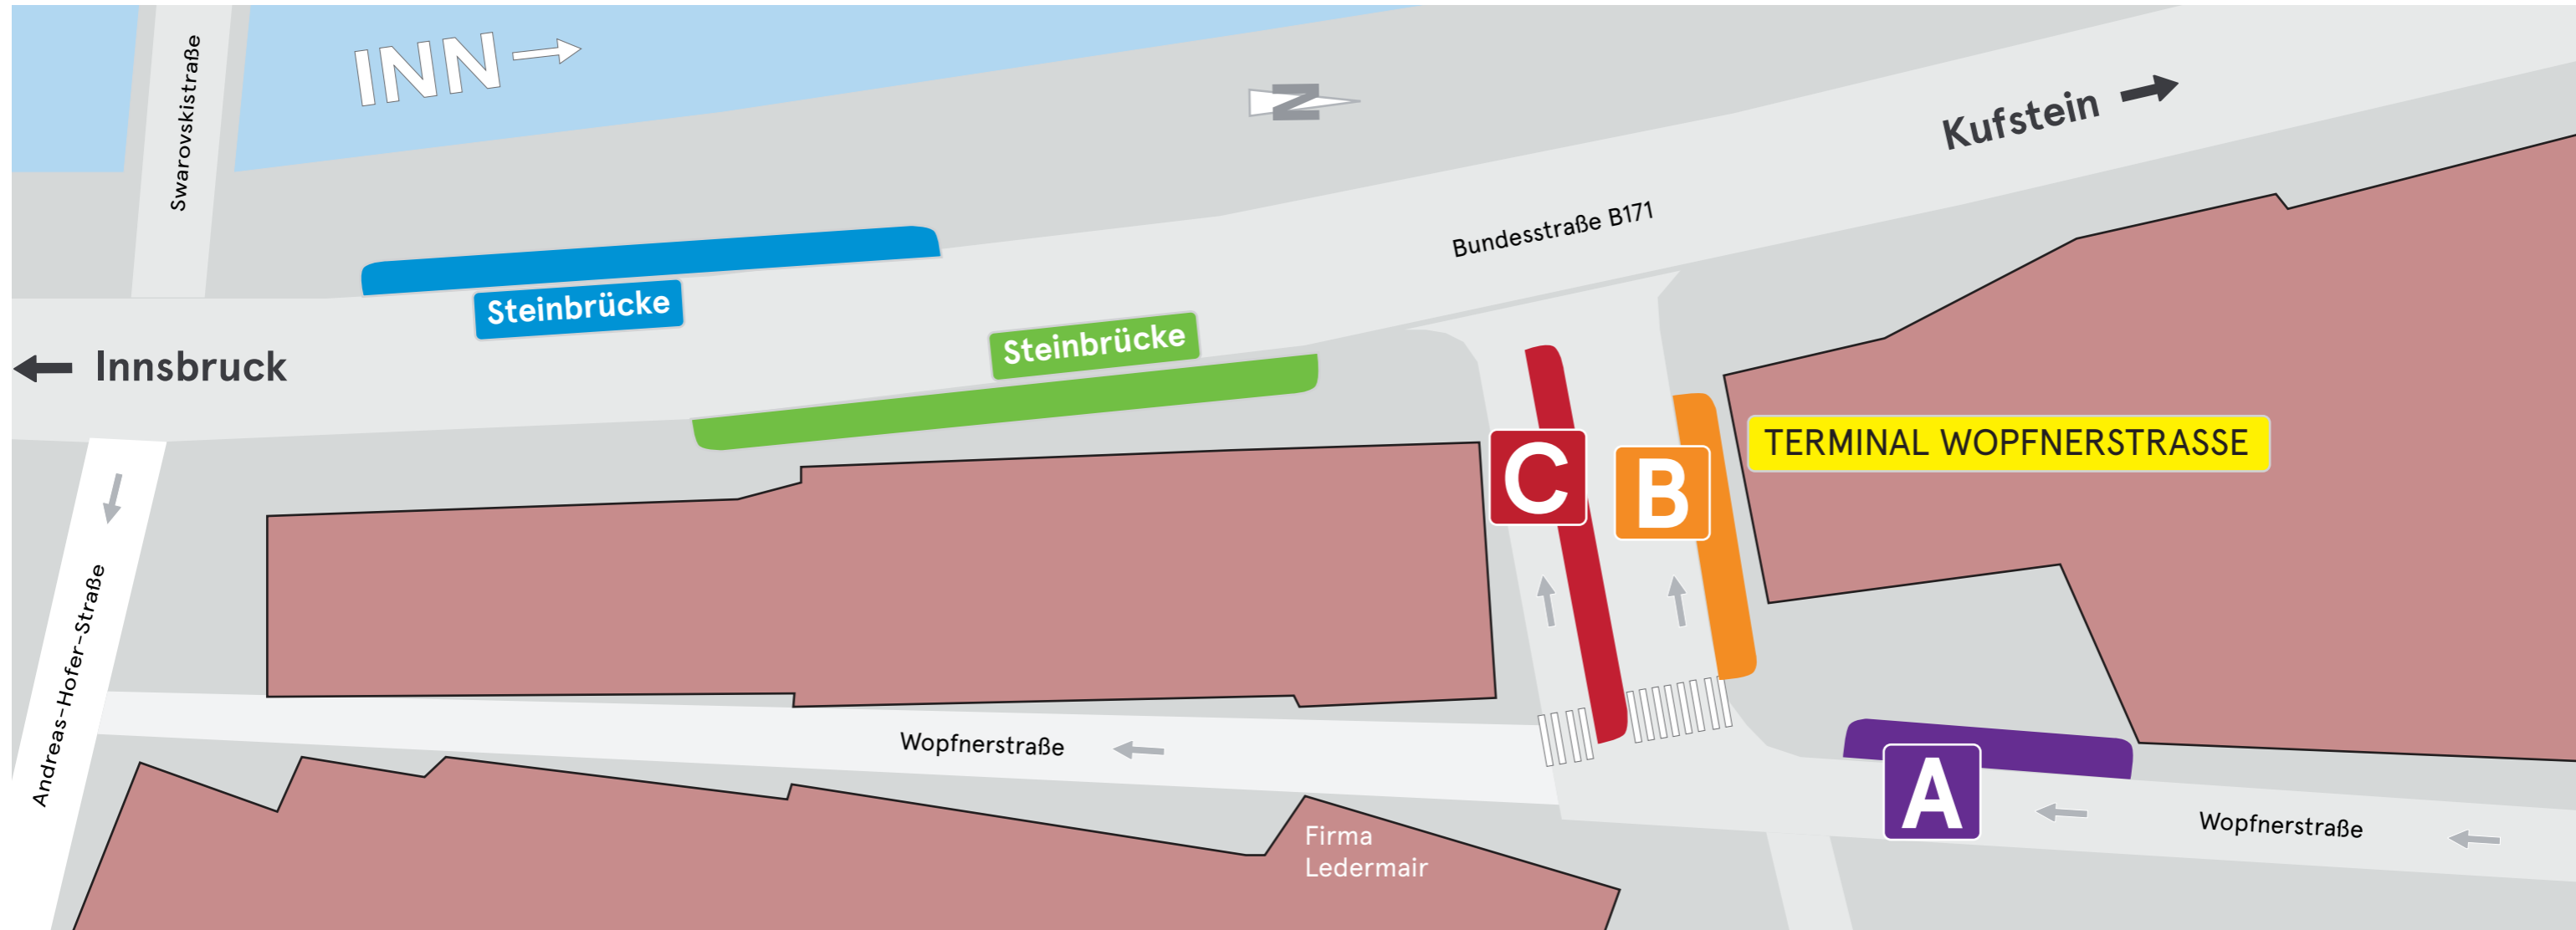 Swarovskistraße
INN
N
Kufstein
Bundesstraße B171
Steinbrücke
Steinbrücke
Innsbruck
TERMINAL WOPFNERSTRASSE
C
B
Andreas-Hofer-Straße
Wopfnerstraße
A
Wopfnerstraße
Firma
Ledermair